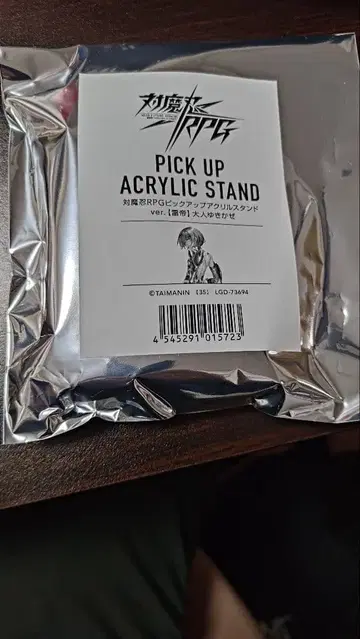 対魔忍RPG
PICK UP
ACRYLIC STAND
対魔忍RPGピックアップアクリルスタンド
ver.【雷帝】大人ゆきかぜ
©TAIMANIN 【35】 LGD-73694
4 545291 015723